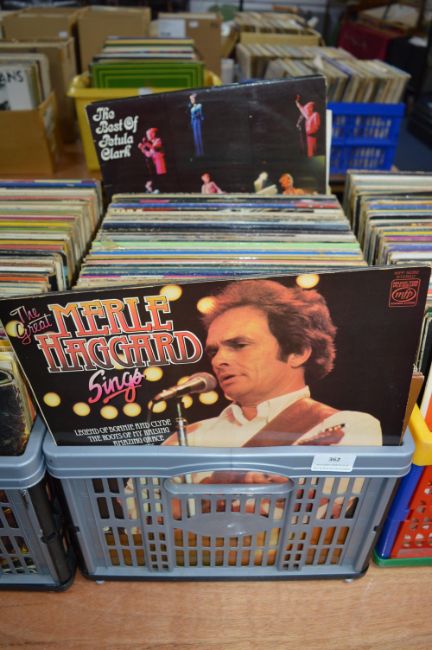 ANS
The
Best Of
Petula
Clark
The
Great
MERLE
HAGGARD
Sings
LEGEND OF BONNIE AND CLYDE
THE ROOTS OF MY RAISING
AMAZING GRACE
mfp
362